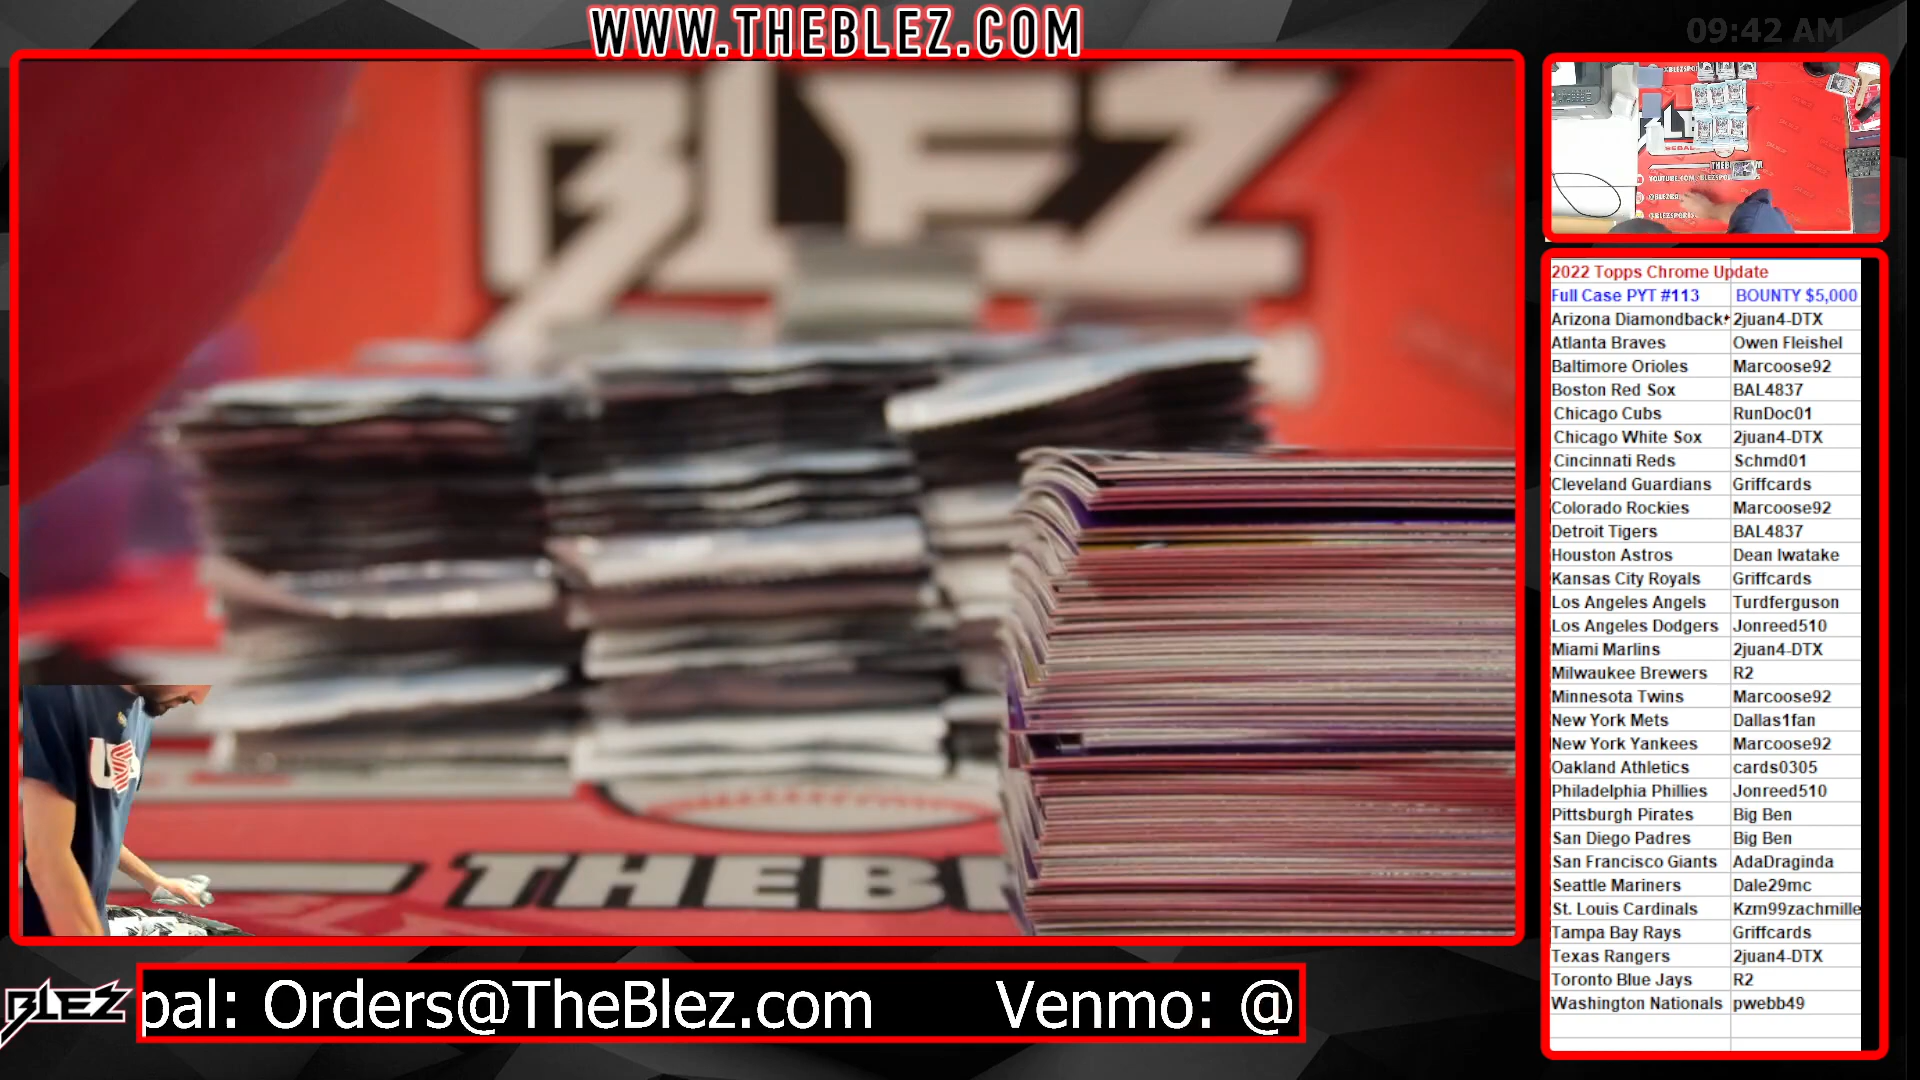 WWW.THEBLEZ.COM
09:42 AM
BLEZ
THEB
2022 Topps Chrome Update
Full Case PYT #113 BOUNTY $5,000
Arizona Diamondback 2juan4-DTX
Atlanta Braves Owen Fleishel
Baltimore Orioles Marcoose92
Boston Red Sox BAL4837
Chicago Cubs RunDoc01
Chicago White Sox 2juan4-DTX
Cincinnati Reds Schmd01
Cleveland Guardians Griffcards
Colorado Rockies Marcoose92
Detroit Tigers BAL4837
Houston Astros Dean Iwatake
Kansas City Royals Griffcards
Los Angeles Angels Turdferguson
Los Angeles Dodgers Jonreed510
Miami Marlins 2juan4-DTX
Milwaukee Brewers R2
Minnesota Twins Marcoose92
New York Mets Dallas1fan
New York Yankees Marcoose92
Oakland Athletics cards0305
Philadelphia Phillies Jonreed510
Pittsburgh Pirates Big Ben
San Diego Padres Big Ben
San Francisco Giants AdaDraginda
Seattle Mariners Dale29mc
St. Louis Cardinals Kzm99zachmille
Tampa Bay Rays Griffcards
Texas Rangers 2juan4-DTX
Toronto Blue Jays R2
Washington Nationals pwebb49
BLEZ
pal: Orders@TheBlez.com Venmo: @